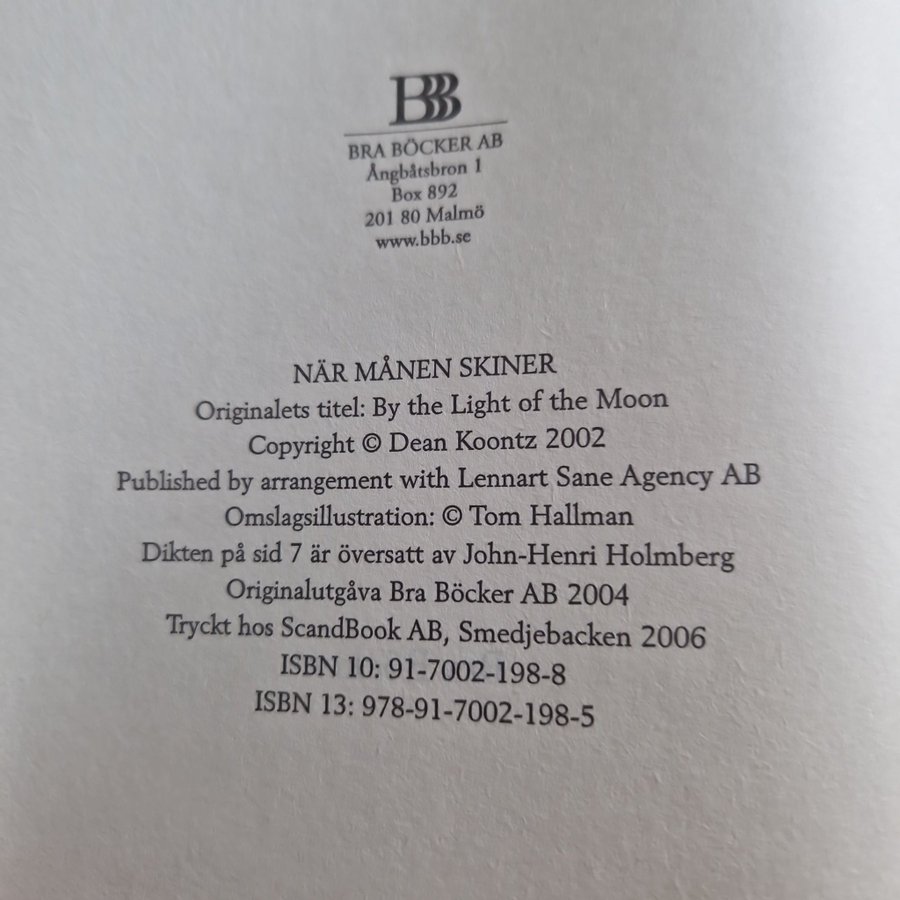 BBB
BRA BÖCKER AB
Ångbåtsbron 1
Box 892
201 80 Malmö
www.bbb.se
NÄR MÅNEN SKINER
Originalets titel: By the Light of the Moon
Copyright © Dean Koontz 2002
Published by arrangement with Lennart Sane Agency AB
Omslagsillustration: © Tom Hallman
Dikten på sid 7 är översatt av John-Henri Holmberg
Originalutgåva Bra Böcker AB 2004
Tryckt hos ScandBook AB, Smedjebacken 2006
ISBN 10: 91-7002-198-8
ISBN 13: 978-91-7002-198-5